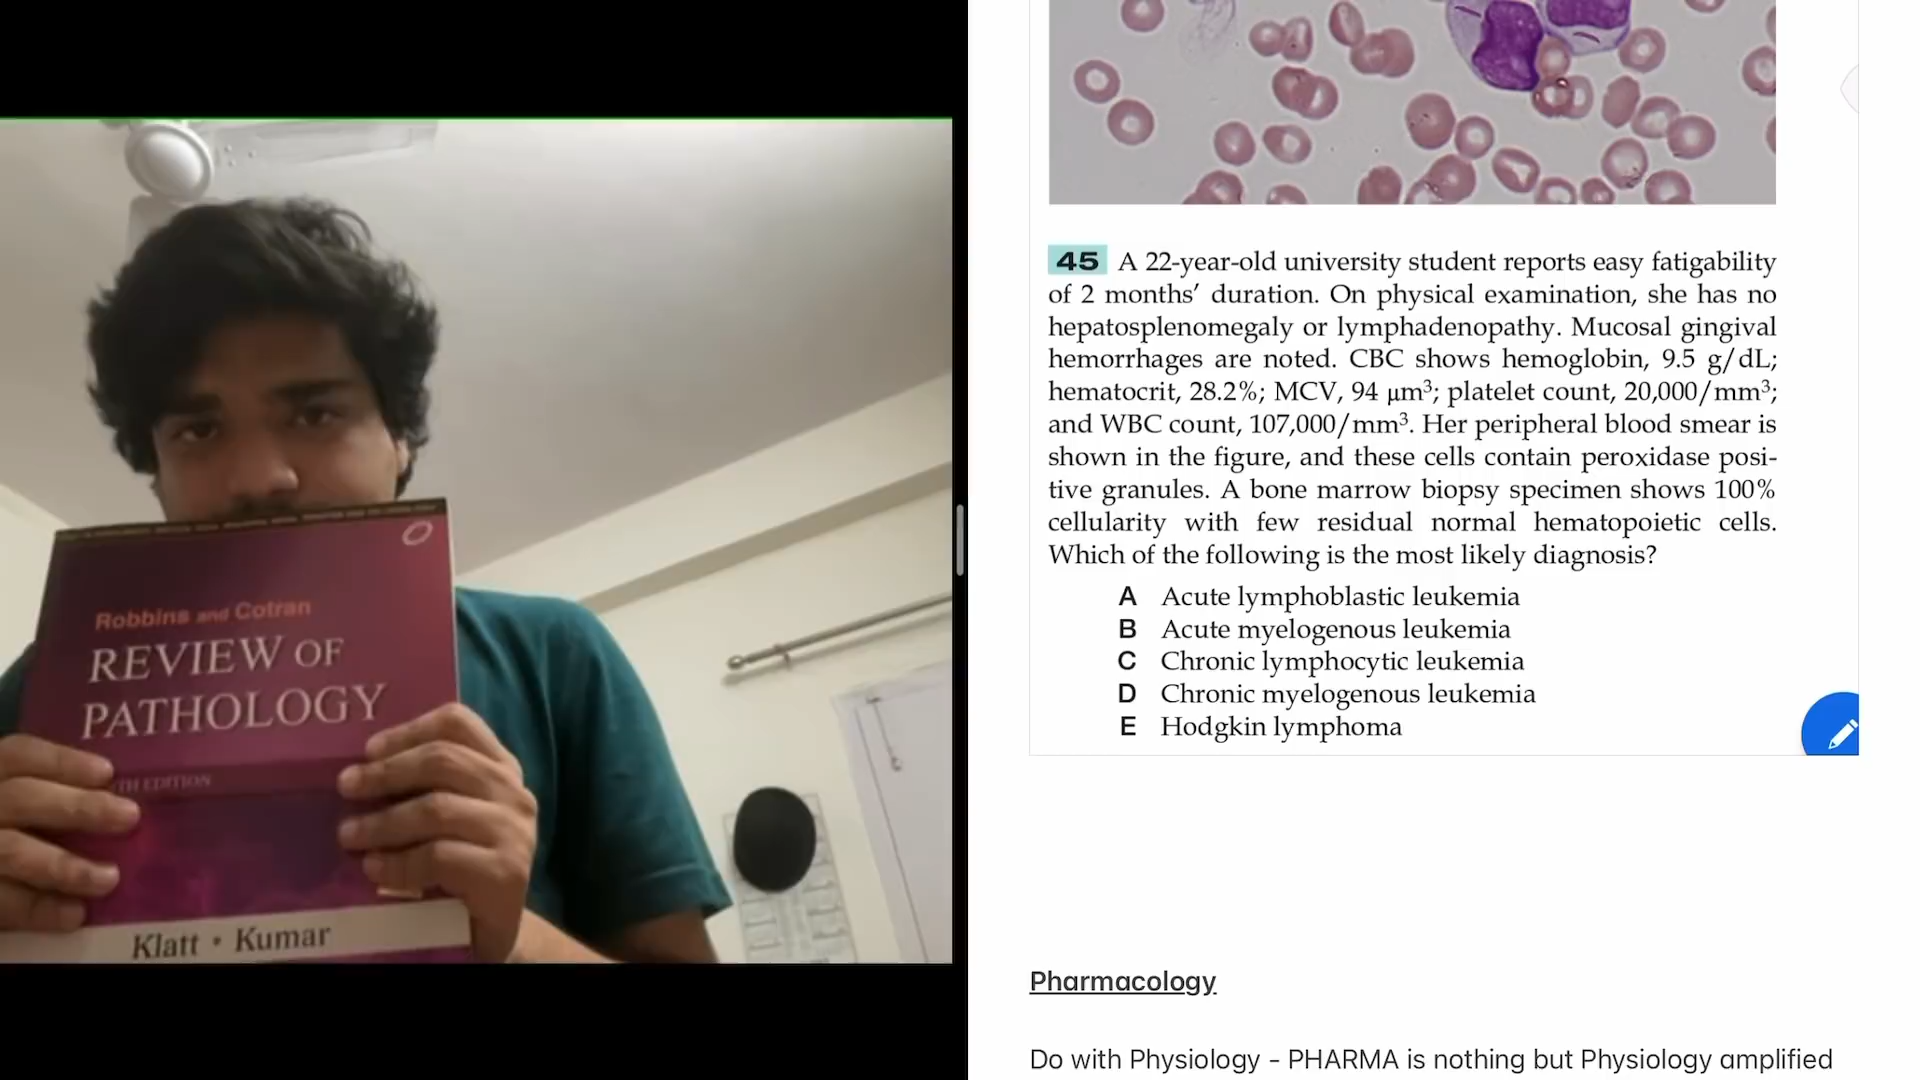 Robbins and Cotran
REVIEW OF
PATHOLOGY
TH EDITION
Klatt • Kumar
45 A 22-year-old university student reports easy fatigability
of 2 months’ duration. On physical examination, she has no
hepatosplenomegaly or lymphadenopathy. Mucosal gingival
hemorrhages are noted. CBC shows hemoglobin, 9.5 g/dL;
hematocrit, 28.2%; MCV, 94 μm³; platelet count, 20,000/mm³;
and WBC count, 107,000/mm³. Her peripheral blood smear is
shown in the figure, and these cells contain peroxidase posi-
tive granules. A bone marrow biopsy specimen shows 100%
cellularity with few residual normal hematopoietic cells.
Which of the following is the most likely diagnosis?
A Acute lymphoblastic leukemia
B Acute myelogenous leukemia
C Chronic lymphocytic leukemia
D Chronic myelogenous leukemia
E Hodgkin lymphoma
Pharmacology
Do with Physiology - PHARMA is nothing but Physiology amplified